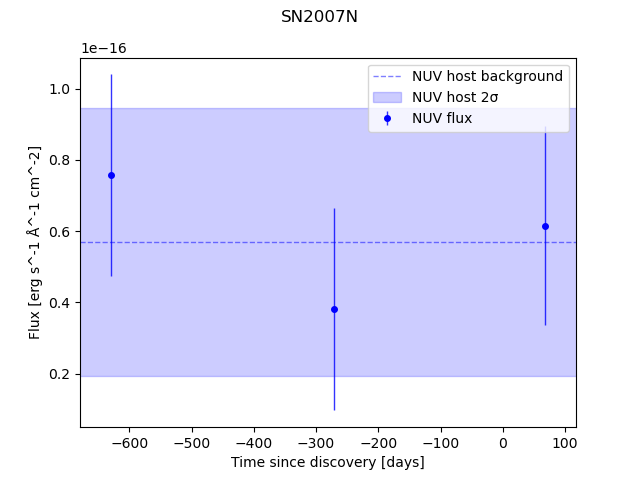 SN2007N
1e−16
NUV host background
NUV host 2σ
NUV flux
1.0
0.8
0.6
0.4
0.2
Flux [erg s^-1 Å^-1 cm^-2]
−600 −500 −400 −300 −200 −100 0 100
Time since discovery [days]